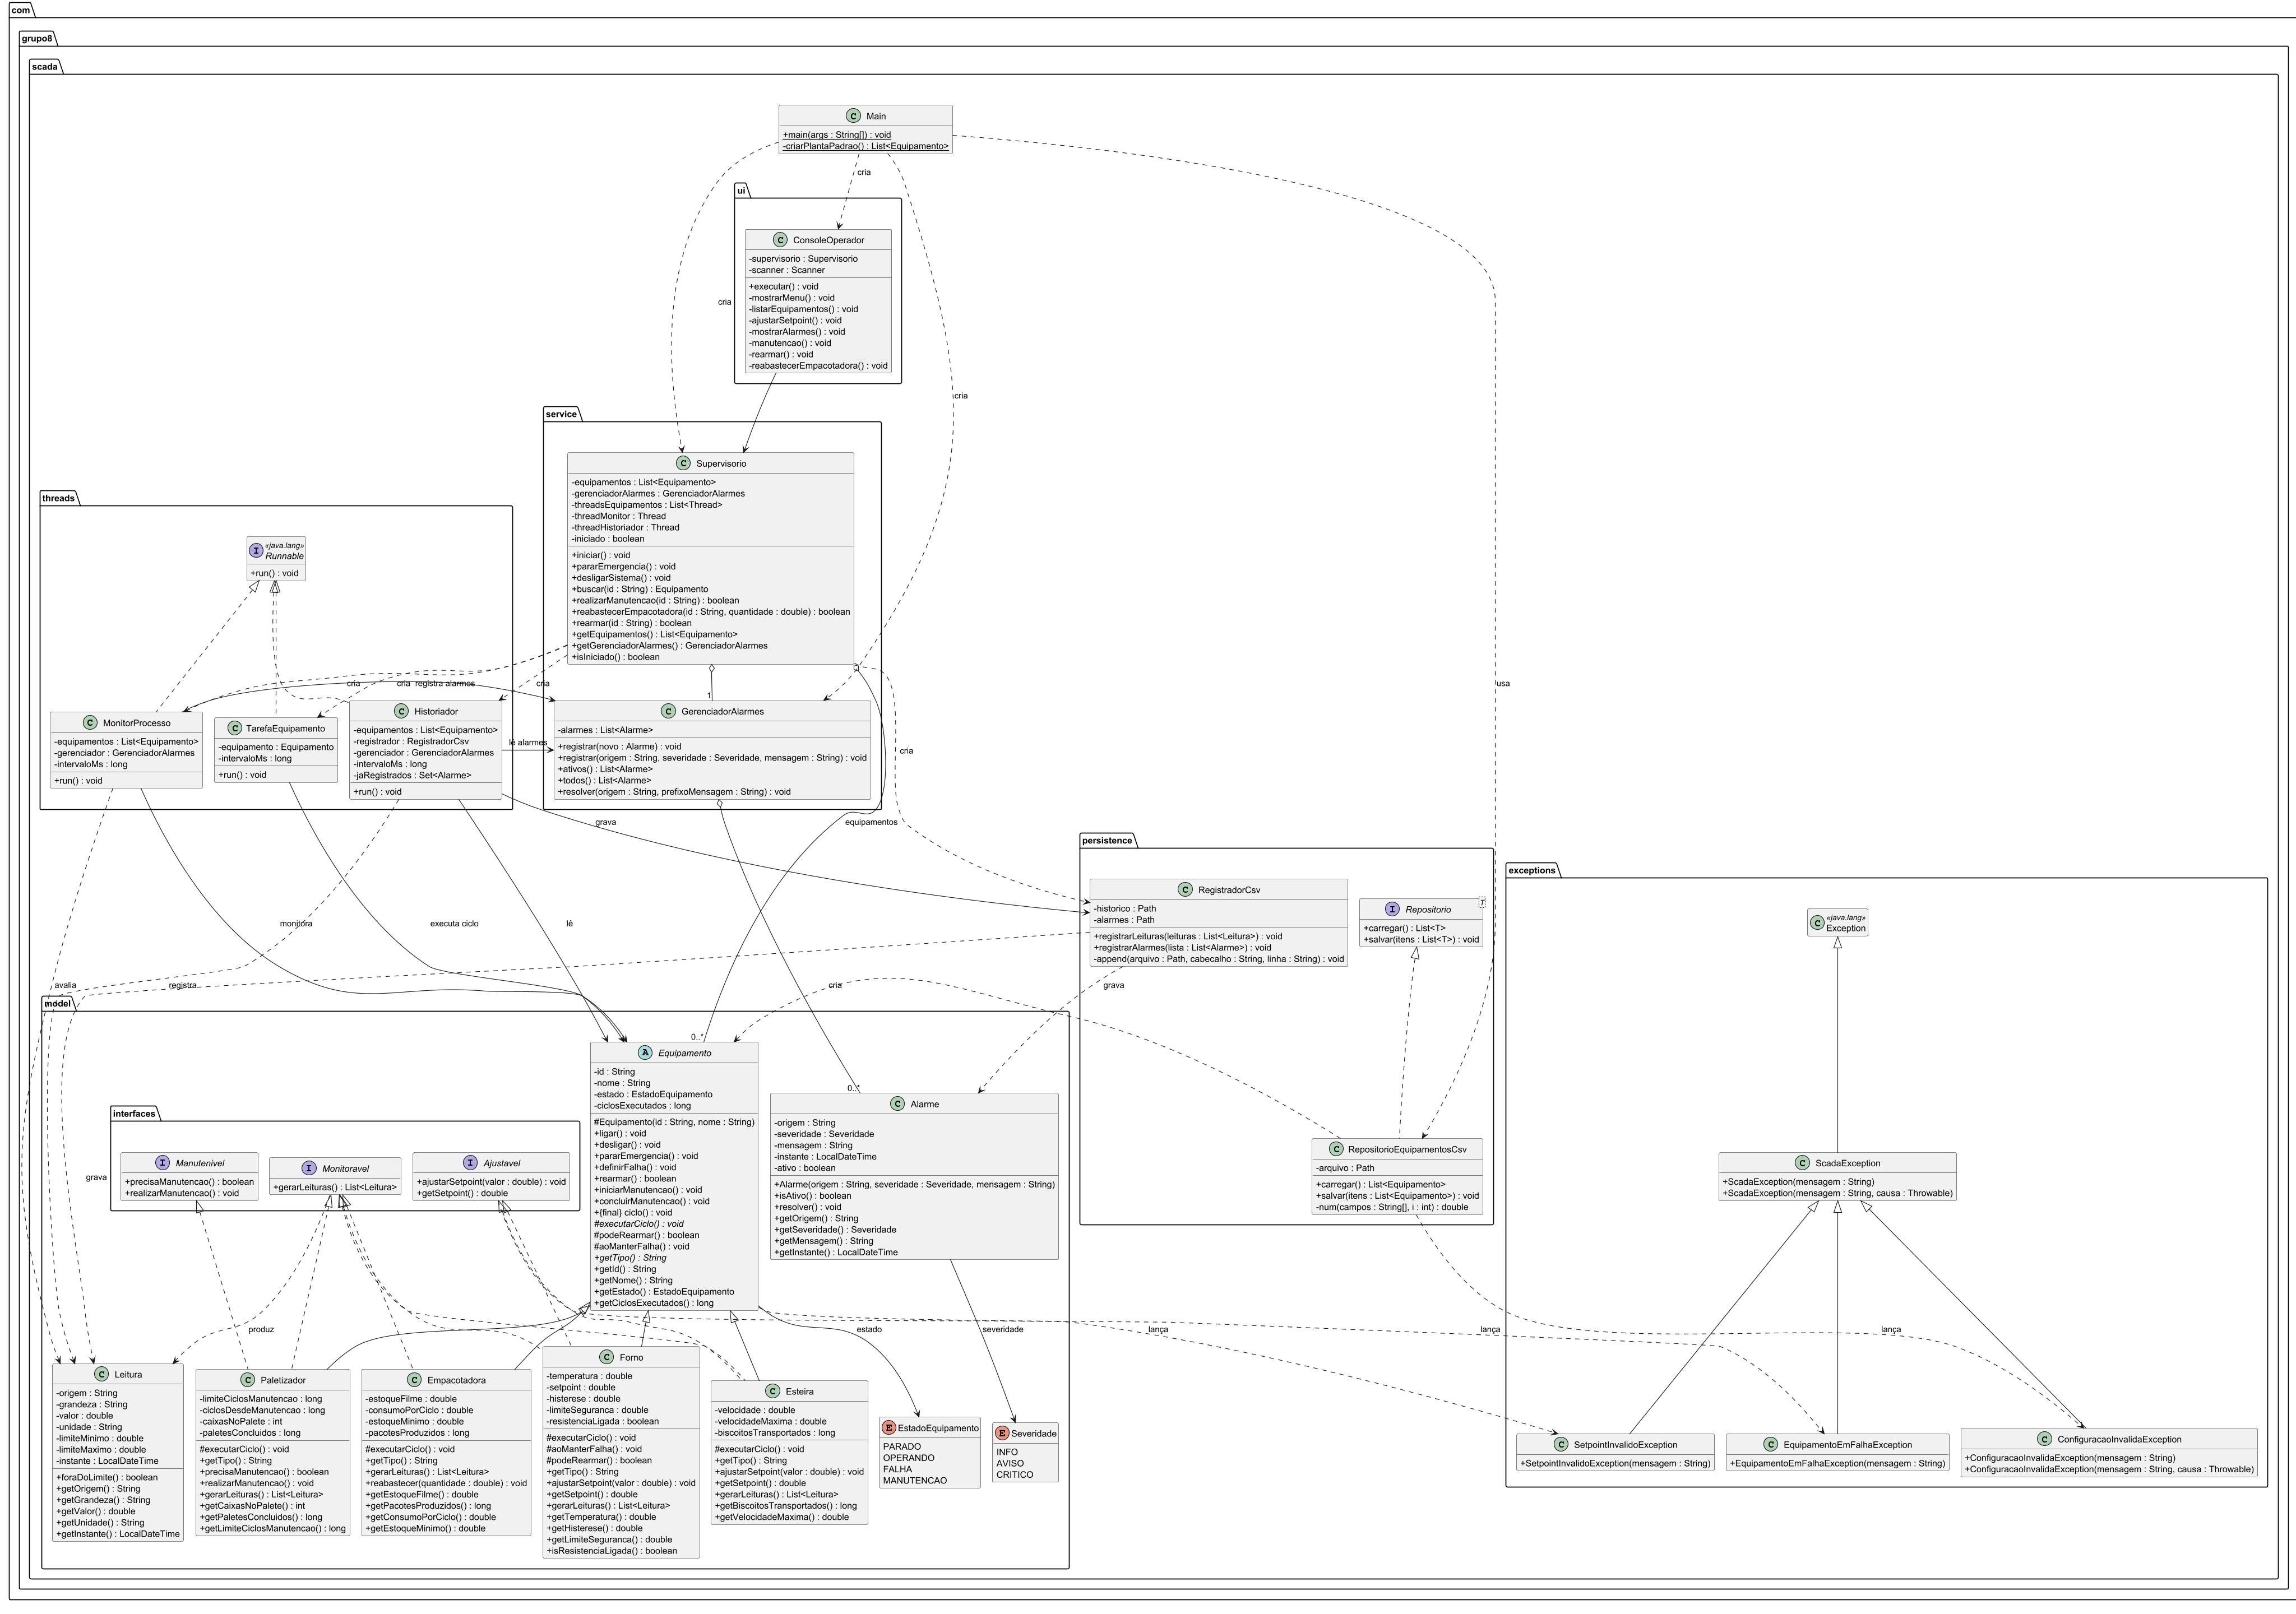 com
grupo8
scada
Main
+main(args : String[]) : void
-criarPlantaPadrao() : List<Equipamento>
cria
ui
ConsoleOperador
-supervisorio : Supervisorio
-scanner : Scanner
+executar() : void
-mostrarMenu() : void
-listarEquipamentos() : void
-ajustarSetpoint() : void
-mostrarAlarmes() : void
-manutencao() : void
-rearmar() : void
-reabastecerEmpacotadora() : void
cria
cria
service
Supervisorio
-equipamentos : List<Equipamento>
-gerenciadorAlarmes : GerenciadorAlarmes
-threadsEquipamentos : List<Thread>
-threadMonitor : Thread
-threadHistoriador : Thread
-iniciado : boolean
+iniciar() : void
+pararEmergencia() : void
+desligarSistema() : void
+buscar(id : String) : Equipamento
+realizarManutencao(id : String) : boolean
+reabastecerEmpacotadora(id : String, quantidade : double) : boolean
+rearmar(id : String) : boolean
+getEquipamentos() : List<Equipamento>
+getGerenciadorAlarmes() : GerenciadorAlarmes
+isIniciado() : boolean
threads
«java.lang»
Runnable
+run() : void
usa
cria
cria
registra alarmes
cria
1
MonitorProcesso
-equipamentos : List<Equipamento>
-gerenciador : GerenciadorAlarmes
-intervaloMs : long
+run() : void
TarefaEquipamento
-equipamento : Equipamento
-intervaloMs : long
+run() : void
Historiador
-equipamentos : List<Equipamento>
-registrador : RegistradorCsv
-gerenciador : GerenciadorAlarmes
-intervaloMs : long
-jaRegistrados : Set<Alarme>
+run() : void
lê alarmes
GerenciadorAlarmes
-alarmes : List<Alarme>
+registrar(novo : Alarme) : void
+registrar(origem : String, severidade : Severidade, mensagem : String) : void
+ativos() : List<Alarme>
+todos() : List<Alarme>
+resolver(origem : String, prefixoMensagem : String) : void
cria
grava
equipamentos
persistence
RegistradorCsv
-historico : Path
-alarmes : Path
+registrarLeituras(leituras : List<Leitura>) : void
+registrarAlarmes(lista : List<Alarme>) : void
-append(arquivo : Path, cabecalho : String, linha : String) : void
Repositorio
T
+carregar() : List<T>
+salvar(itens : List<T>) : void
exceptions
«java.lang»
Exception
monitora
executa ciclo
lê
avalia
registra
cria
grava
model
0..*
Equipamento
-id : String
-nome : String
-estado : EstadoEquipamento
-ciclosExecutados : long
#Equipamento(id : String, nome : String)
+ligar() : void
+desligar() : void
+pararEmergencia() : void
+definirFalha() : void
+rearmar() : boolean
+iniciarManutencao() : void
+concluirManutencao() : void
+{final} ciclo() : void
#executarCiclo() : void
#podeRearmar() : boolean
#aoManterFalha() : void
+getTipo() : String
+getId() : String
+getNome() : String
+getEstado() : EstadoEquipamento
+getCiclosExecutados() : long
0..*
Alarme
-origem : String
-severidade : Severidade
-mensagem : String
-instante : LocalDateTime
-ativo : boolean
+Alarme(origem : String, severidade : Severidade, mensagem : String)
+isAtivo() : boolean
+resolver() : void
+getOrigem() : String
+getSeveridade() : Severidade
+getMensagem() : String
+getInstante() : LocalDateTime
RepositorioEquipamentosCsv
-arquivo : Path
+carregar() : List<Equipamento>
+salvar(itens : List<Equipamento>) : void
-num(campos : String[], i : int) : double
ScadaException
+ScadaException(mensagem : String)
+ScadaException(mensagem : String, causa : Throwable)
interfaces
Manutenivel
+precisaManutencao() : boolean
+realizarManutencao() : void
Monitoravel
+gerarLeituras() : List<Leitura>
Ajustavel
+ajustarSetpoint(valor : double) : void
+getSetpoint() : double
grava
produz
estado
severidade
lança
lança
lança
Leitura
-origem : String
-grandeza : String
-valor : double
-unidade : String
-limiteMinimo : double
-limiteMaximo : double
-instante : LocalDateTime
+foraDoLimite() : boolean
+getOrigem() : String
+getGrandeza() : String
+getValor() : double
+getUnidade() : String
+getInstante() : LocalDateTime
Paletizador
-limiteCiclosManutencao : long
-ciclosDesdeManutencao : long
-caixasNoPalete : int
-paletesConcluidos : long
#executarCiclo() : void
+getTipo() : String
+precisaManutencao() : boolean
+realizarManutencao() : void
+gerarLeituras() : List<Leitura>
+getCaixasNoPalete() : int
+getPaletesConcluidos() : long
+getLimiteCiclosManutencao() : long
Empacotadora
-estoqueFilme : double
-consumoPorCiclo : double
-estoqueMinimo : double
-pacotesProduzidos : long
#executarCiclo() : void
+getTipo() : String
+gerarLeituras() : List<Leitura>
+reabastecer(quantidade : double) : void
+getEstoqueFilme() : double
+getPacotesProduzidos() : long
+getConsumoPorCiclo() : double
+getEstoqueMinimo() : double
Forno
-temperatura : double
-setpoint : double
-histerese : double
-limiteSeguranca : double
-resistenciaLigada : boolean
#executarCiclo() : void
#aoManterFalha() : void
#podeRearmar() : boolean
+getTipo() : String
+ajustarSetpoint(valor : double) : void
+getSetpoint() : double
+gerarLeituras() : List<Leitura>
+getTemperatura() : double
+getHisterese() : double
+getLimiteSeguranca() : double
+isResistenciaLigada() : boolean
Esteira
-velocidade : double
-velocidadeMaxima : double
-biscoitosTransportados : long
#executarCiclo() : void
+getTipo() : String
+ajustarSetpoint(valor : double) : void
+getSetpoint() : double
+gerarLeituras() : List<Leitura>
+getBiscoitosTransportados() : long
+getVelocidadeMaxima() : double
EstadoEquipamento
PARADO
OPERANDO
FALHA
MANUTENCAO
Severidade
INFO
AVISO
CRITICO
SetpointInvalidoException
+SetpointInvalidoException(mensagem : String)
EquipamentoEmFalhaException
+EquipamentoEmFalhaException(mensagem : String)
ConfiguracaoInvalidaException
+ConfiguracaoInvalidaException(mensagem : String)
+ConfiguracaoInvalidaException(mensagem : String, causa : Throwable)